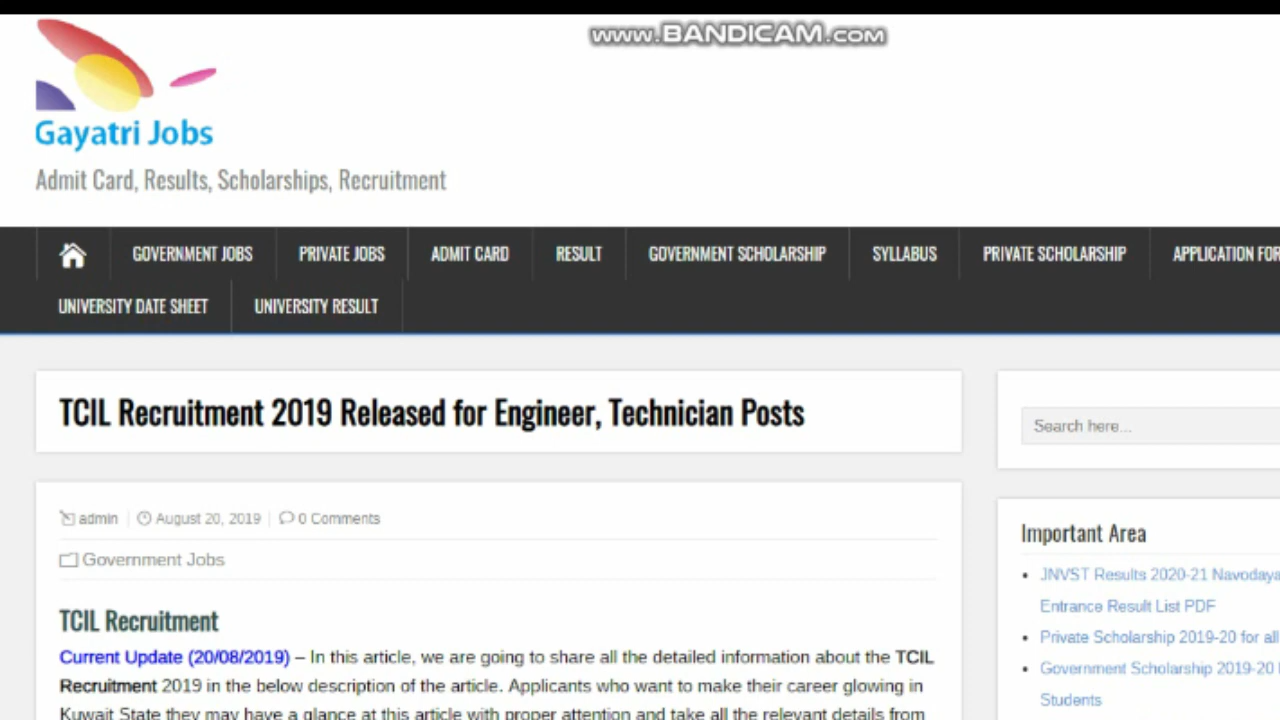 www.BANDICAM.com
Gayatri Jobs
Admit Card, Results, Scholarships, Recruitment
GOVERNMENT JOBS PRIVATE JOBS ADMIT CARD RESULT GOVERNMENT SCHOLARSHIP SYLLABUS PRIVATE SCHOLARSHIP APPLICATION FOR
UNIVERSITY DATE SHEET UNIVERSITY RESULT
TCIL Recruitment 2019 Released for Engineer, Technician Posts
Search here...
admin August 20, 2019 0 Comments
Government Jobs
TCIL Recruitment
Current Update (20/08/2019) – In this article, we are going to share all the detailed information about the TCIL
Recruitment 2019 in the below description of the article. Applicants who want to make their career glowing in
Kuwait State they may have a glance at this article with proper attention and take all the relevant details from
Important Area
JNVST Results 2020-21 Navodaya
Entrance Result List PDF
Private Scholarship 2019-20 for all
Government Scholarship 2019-20
Students